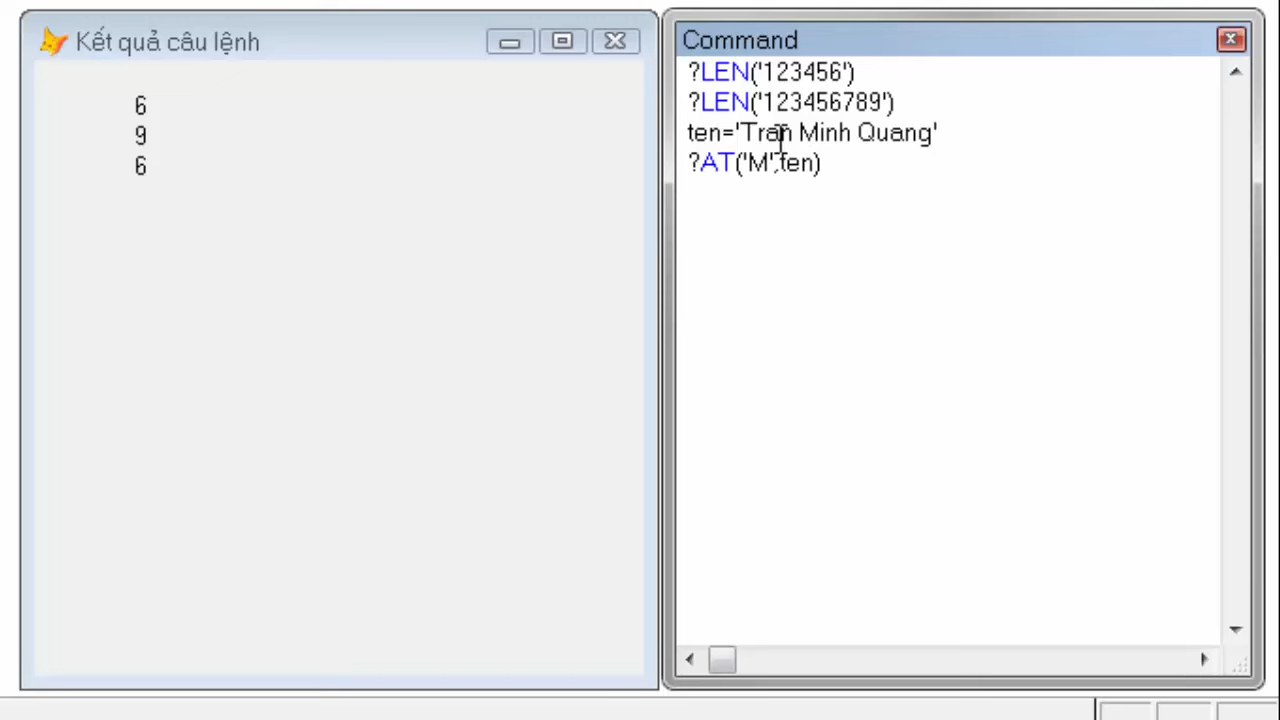 Kết quả câu lệnh
6
9
6
Command
?LEN('123456')
?LEN('123456789')
ten='Tran Minh Quang'
?AT('M',ten)